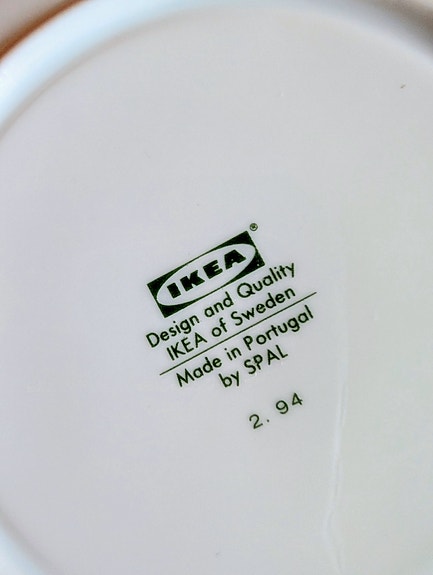 IKEA®
Design and Quality
IKEA of Sweden
Made in Portugal
by SPAL
2. 94